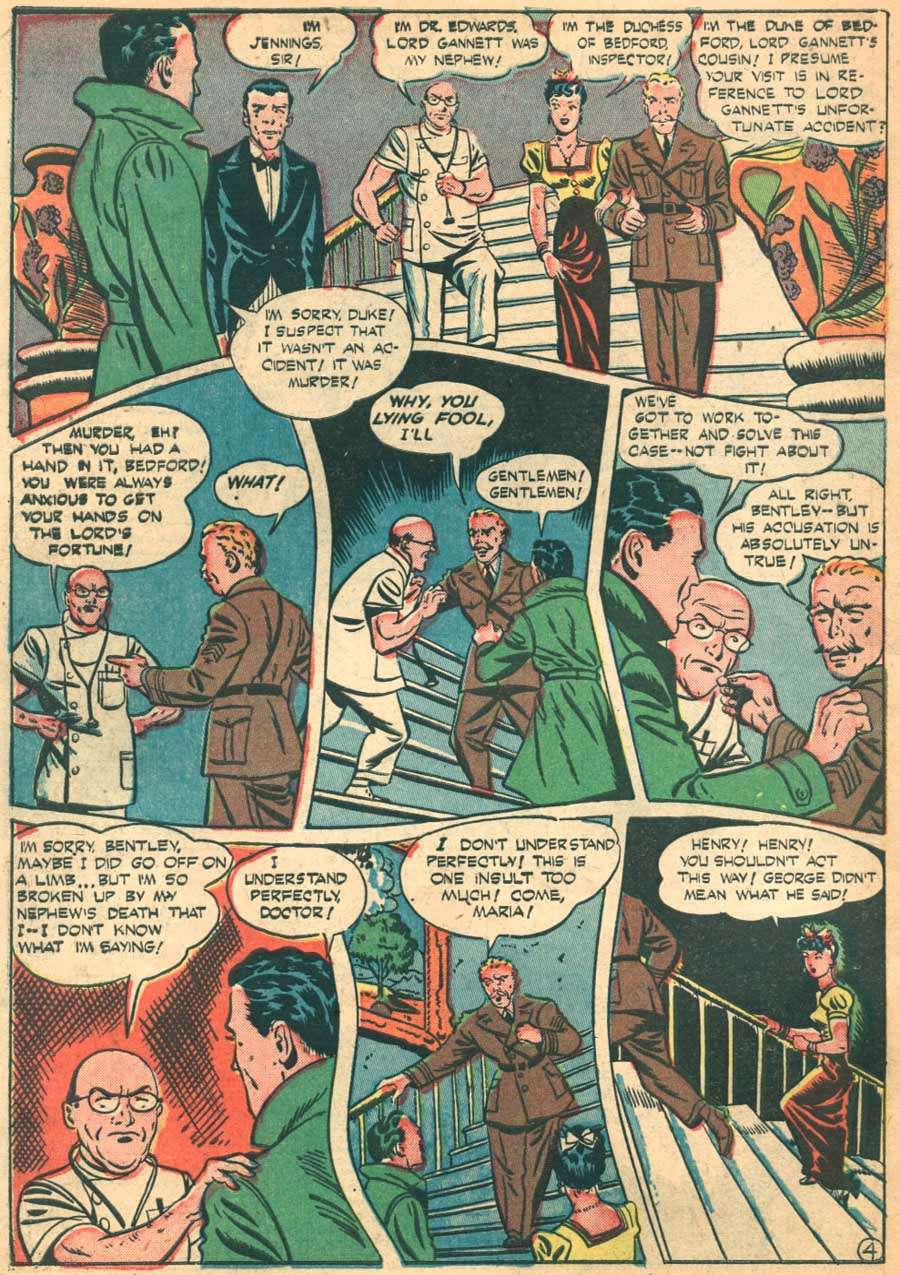 I'M
JENNINGS,
SIR!
I'M DR. EDWARDS.
LORD GANNETT WAS
MY NEPHEW!
I'M THE DUCHESS
OF BEDFORD,
INSPECTOR!
I'M THE DUKE OF BED-
FORD, LORD GANNETT'S
COUSIN! I PRESUME
YOUR VISIT IS IN RE-
FERENCE TO LORD
GANNETT'S UNFOR-
TUNATE ACCIDENT?
I'M SORRY, DUKE!
I SUSPECT THAT
IT WASN'T AN AC-
CIDENT! IT WAS
MURDER!
MURDER, EH?
THEN YOU HAD A
HAND IN IT, BEDFORD!
YOU WERE ALWAYS
ANXIOUS TO GET
YOUR HANDS ON
THE LORD'S
FORTUNE!
WHAT!
WHY, YOU
LYING FOOL,
I'LL
GENTLEMEN!
GENTLEMEN!
WE'VE
GOT TO WORK TO-
GETHER AND SOLVE THIS
CASE--NOT FIGHT ABOUT
IT!
ALL RIGHT,
BENTLEY--BUT
HIS ACCUSATION IS
ABSOLUTELY UN-
TRUE!
I'M SORRY, BENTLEY,
MAYBE I DID GO OFF ON
A LIMB...BUT I'M SO
BROKEN UP BY MY
NEPHEW'S DEATH THAT
I--I DON'T KNOW
WHAT I'M SAYING!
I
UNDERSTAND
PERFECTLY,
DOCTOR!
I DON'T UNDERSTAND
PERFECTLY! THIS IS
ONE INSULT TOO
MUCH! COME,
MARIA!
HENRY! HENRY!
YOU SHOULDN'T ACT
THIS WAY! GEORGE DIDN'T
MEAN WHAT HE SAID!
4